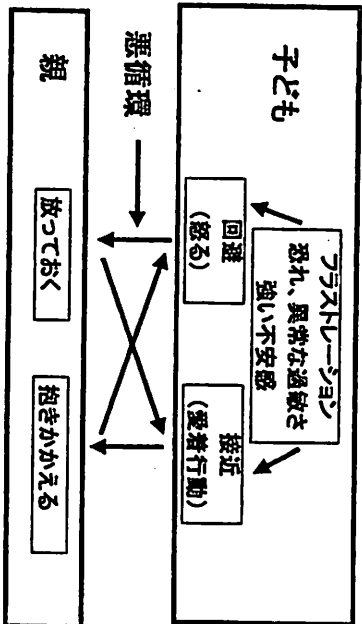 子ども
フラストレーション
恐れ、異常な過敏さ
強い不安感
回避
(怒る)
接近
(愛着行動)
悪循環
親
放っておく
抱きかかえる